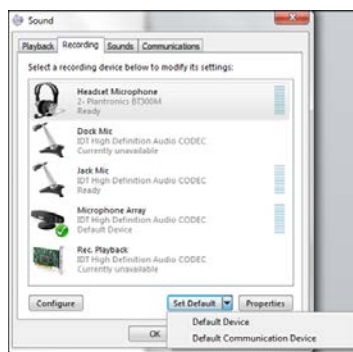 Sound
Playback Recording Sounds Communications
Select a recording device below to modify its settings:
Headset Microphone
2- Plantronics BT300M
Ready
Dock Mic
IDT High Definition Audio CODEC
Currently unavailable
Jack Mic
IDT High Definition Audio CODEC
Ready
Microphone Array
IDT High Definition Audio CODEC
Default Device
Rec. Playback
IDT High Definition Audio CODEC
Currently unavailable
Configure Set Default Properties
Default Device
OK
Default Communication Device